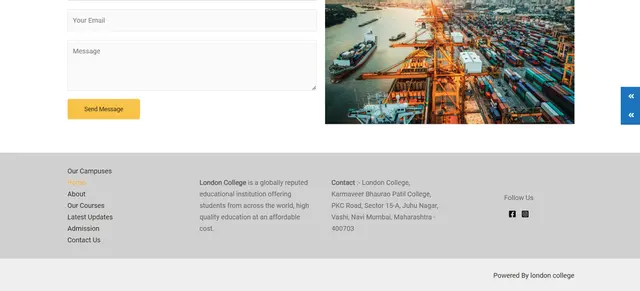 Your Email
Message
Send Message
Our Campuses
Home
About
Our Courses
Latest Updates
Admission
Contact Us
London College is a globally reputed
educational institution offering
students from across the world, high
quality education at an affordable
cost.
Contact :- London College,
Karmaveer Bhaurao Patil College,
PKC Road, Sector 15-A, Juhu Nagar,
Vashi, Navi Mumbai, Maharashtra -
400703
Follow Us
Powered By london college